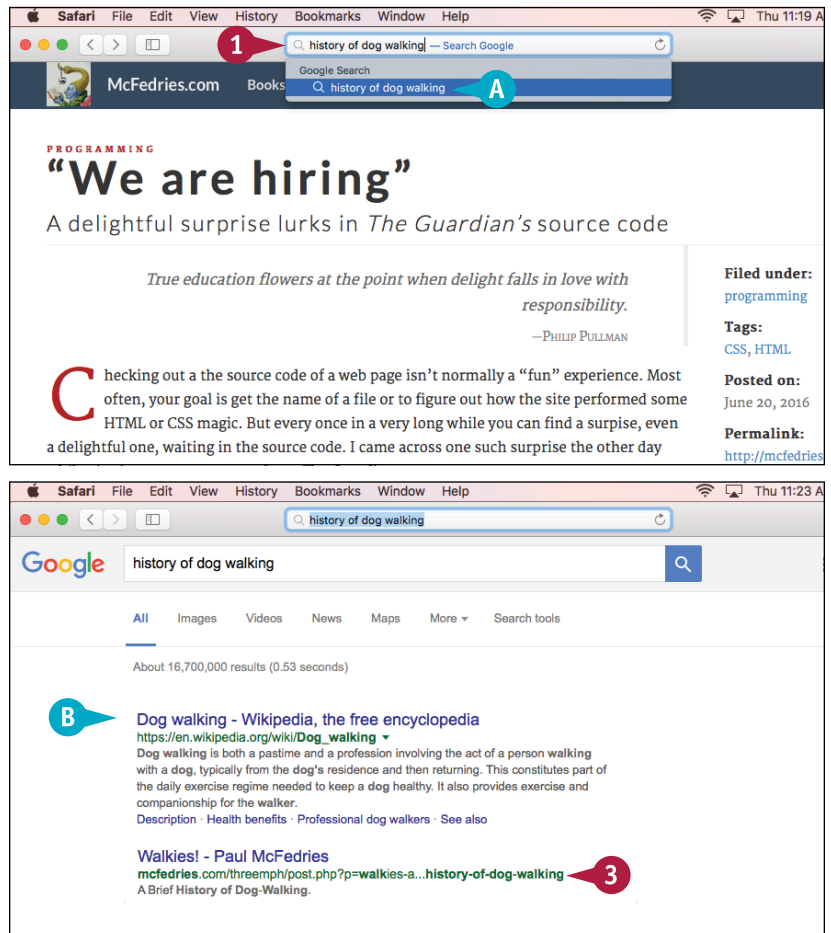 Safari File Edit View History Bookmarks Window Help Thu 11:19 A
1 history of dog walking — Search Google
Google Search
history of dog walking A
McFedries.com Books
PROGRAMMING
“We are hiring”
A delightful surprise lurks in The Guardian’s source code
True education flowers at the point when delight falls in love with
responsibility.
—Philip Pullman
Filed under:
programming
Tags:
CSS, HTML
Posted on:
June 20, 2016
Permalink:
http://mcfedries
Checking out a the source code of a web page isn’t normally a “fun” experience. Most
often, your goal is get the name of a file or to figure out how the site performed some
HTML or CSS magic. But every once in a very long while you can find a surpise, even
a delightful one, waiting in the source code. I came across one such surprise the other day
Safari File Edit View History Bookmarks Window Help Thu 11:23 A
history of dog walking
Google history of dog walking
All Images Videos News Maps More Search tools
About 16,700,000 results (0.53 seconds)
B Dog walking - Wikipedia, the free encyclopedia
https://en.wikipedia.org/wiki/Dog_walking
Dog walking is both a pastime and a profession involving the act of a person walking
with a dog, typically from the dog's residence and then returning. This constitutes part of
the daily exercise regime needed to keep a dog healthy. It also provides exercise and
companionship for the walker.
Description · Health benefits · Professional dog walkers · See also
Walkies! - Paul McFedries
mcfedries.com/threemph/post.php?p=walkies-a...history-of-dog-walking 3
A Brief History of Dog-Walking.